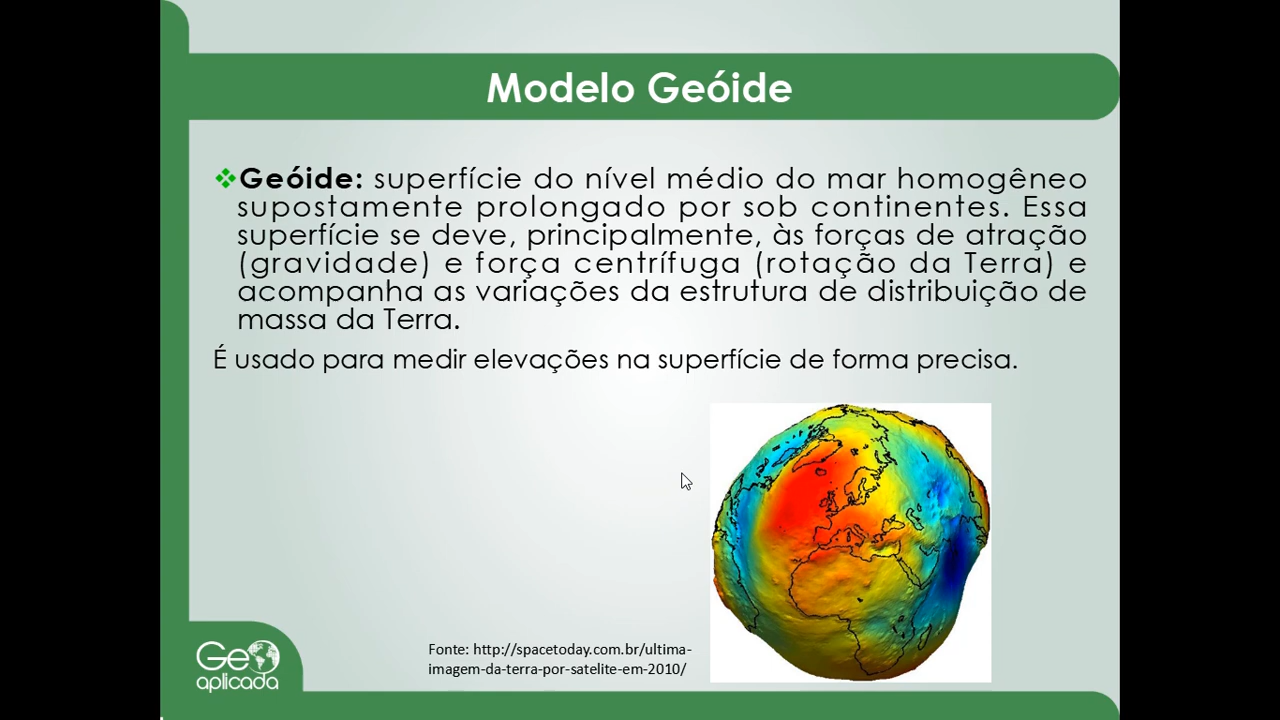 Modelo Geóide
Geóide: superfície do nível médio do mar homogêneo
supostamente prolongado por sob continentes. Essa
superfície se deve, principalmente, às forças de atração
(gravidade) e força centrífuga (rotação da Terra) e
acompanha as variações da estrutura de distribuição de
massa da Terra.
É usado para medir elevações na superfície de forma precisa.
Fonte: http://spacetoday.com.br/ultima-
imagem-da-terra-por-satelite-em-2010/
Geo
aplicada